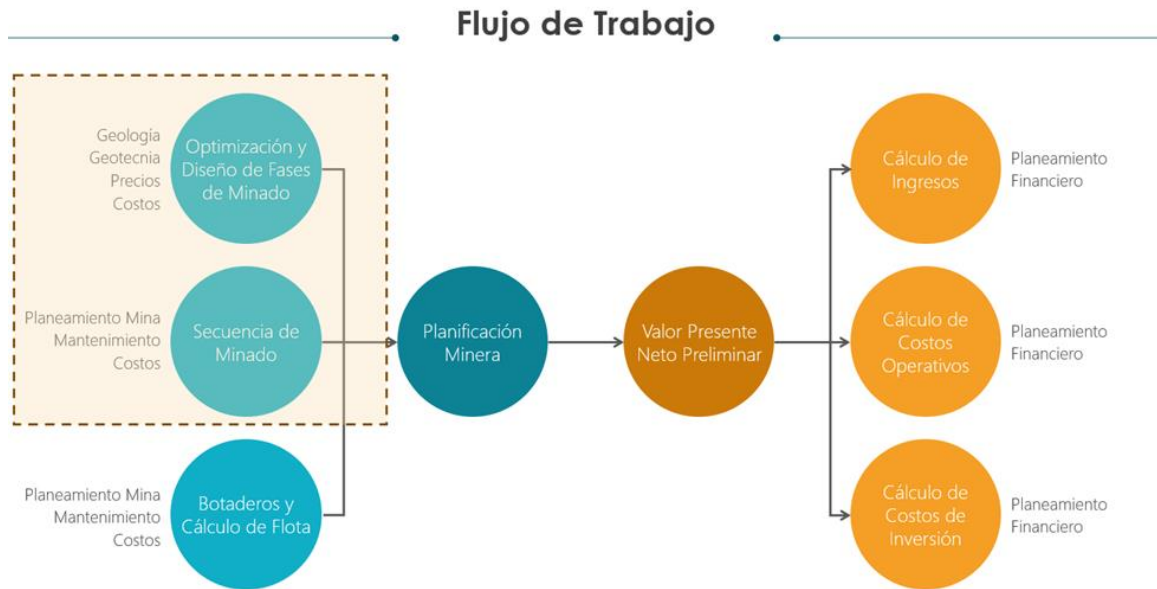 Flujo de Trabajo
Geología
Geotecnia
Precios
Costos
Optimización y
Diseño de Fases
de Minado
Planeamiento Mina
Mantenimiento
Costos
Secuencia de
Minado
Planeamiento Mina
Mantenimiento
Costos
Botaderos y
Cálculo de Flota
Planificación
Minera
Valor Presente
Neto Preliminar
Cálculo de
Ingresos
Planeamiento
Financiero
Cálculo de
Costos
Operativos
Planeamiento
Financiero
Cálculo de
Costos de
Inversión
Planeamiento
Financiero